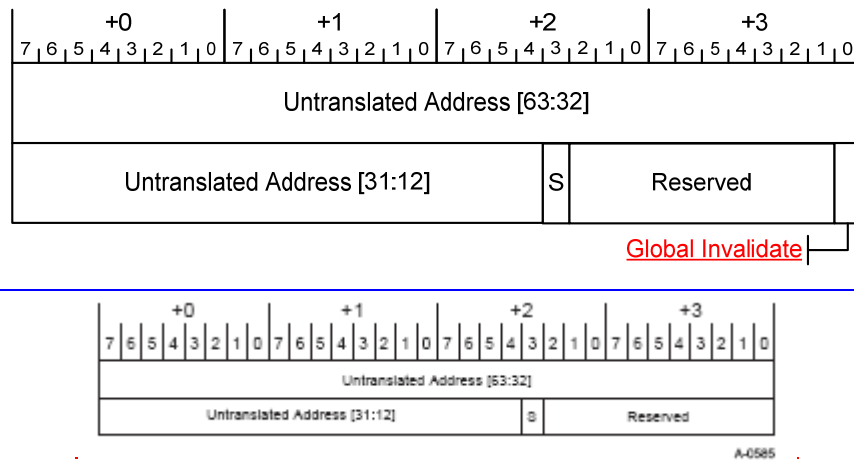 +0 +1 +2 +3
7 6 5 4 3 2 1 0 7 6 5 4 3 2 1 0 7 6 5 4 3 2 1 0 7 6 5 4 3 2 1 0
Untranslated Address [63:32]
Untranslated Address [31:12] S Reserved
Global Invalidate
+0 +1 +2 +3
7 6 5 4 3 2 1 0 7 6 5 4 3 2 1 0 7 6 5 4 3 2 1 0 7 6 5 4 3 2 1 0
Untranslated Address [63:32]
Untranslated Address [31:12] S Reserved
A-0585